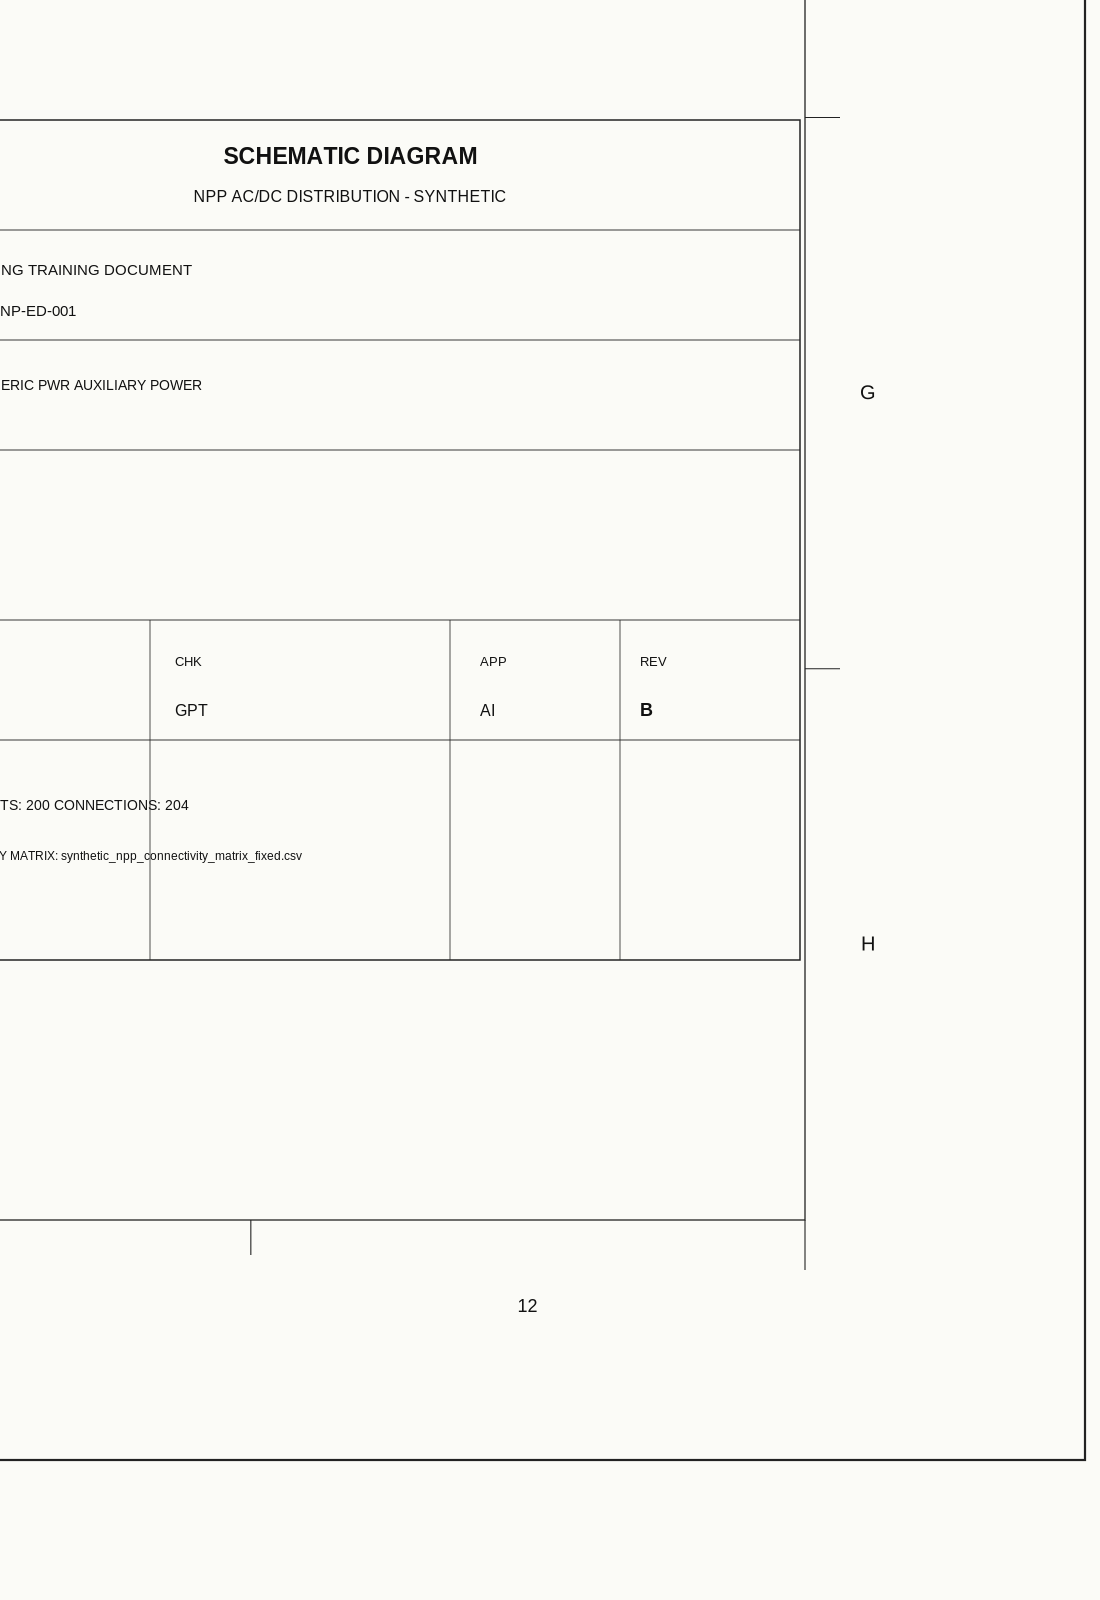 SCHEMATIC DIAGRAM
NPP AC/DC DISTRIBUTION - SYNTHETIC
NG TRAINING DOCUMENT
NP-ED-001
ERIC PWR AUXILIARY POWER
G
CHK APP REV
GPT AI B
TS: 200 CONNECTIONS: 204
Y MATRIX: synthetic_npp_connectivity_matrix_fixed.csv
H
12